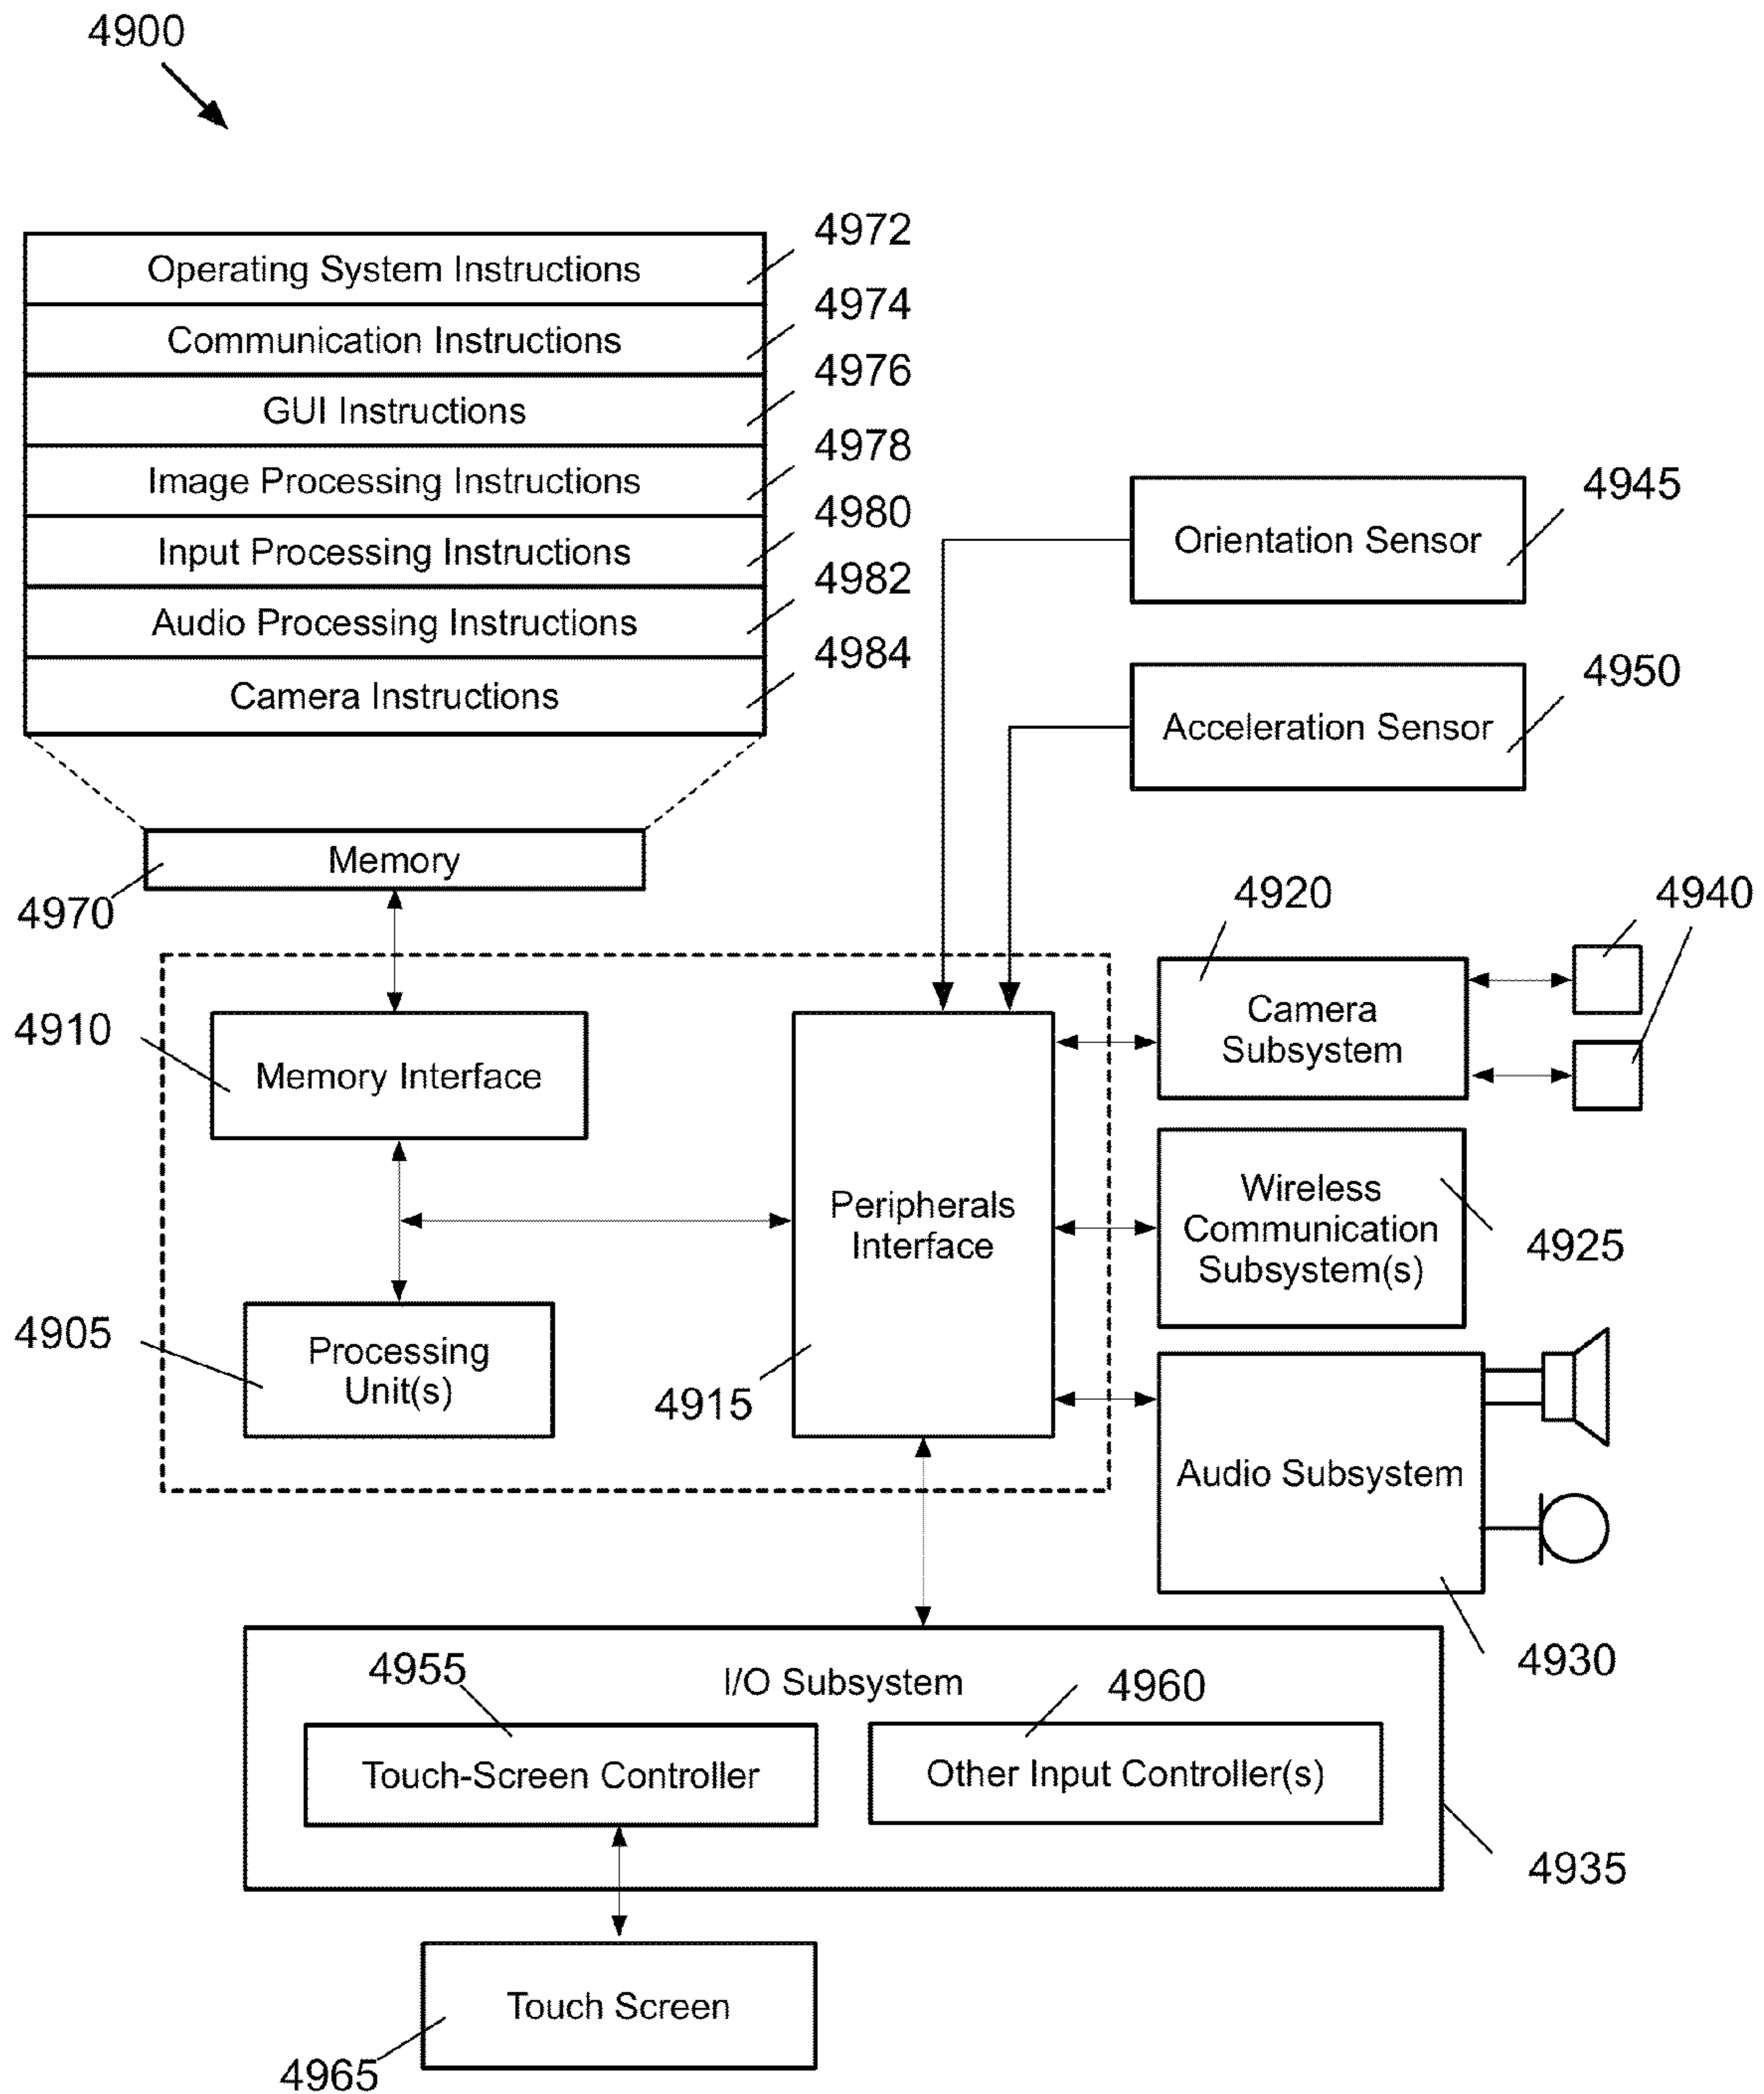 4900
4972
Operating System Instructions
4974
Communication Instructions
4976
GUI Instructions
4978
Image Processing Instructions
4980
Input Processing Instructions
4982
Audio Processing Instructions
4984
Camera Instructions
4945
Orientation Sensor
4950
Acceleration Sensor
Memory
4970
4920
4940
Camera
Subsystem
4910
Memory Interface
Peripherals
Interface
4915
Wireless
Communication
Subsystem(s)
4925
4905
Processing
Unit(s)
Audio Subsystem
4930
I/O Subsystem
4955
4960
Touch-Screen Controller
Other Input Controller(s)
4935
Touch Screen
4965